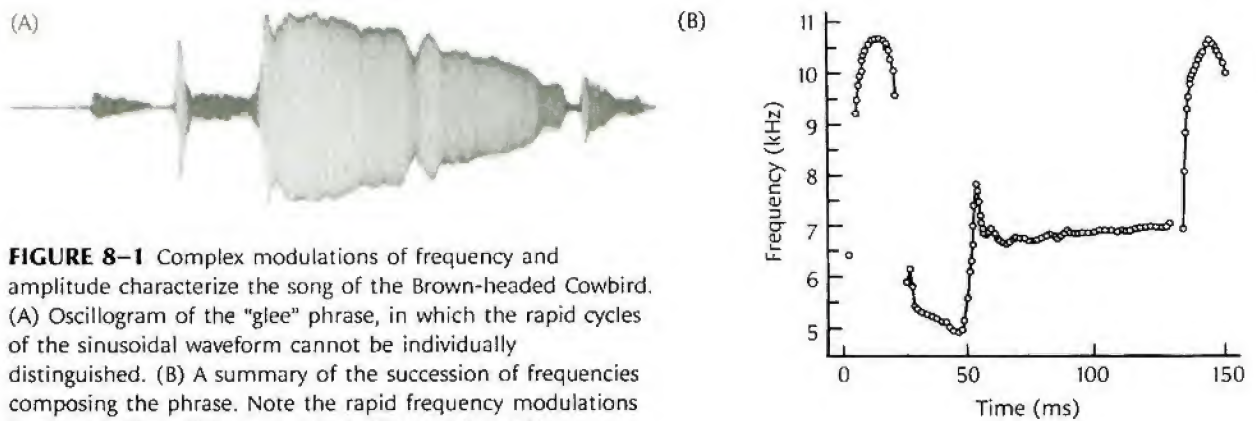 (A)
FIGURE 8–1 Complex modulations of frequency and
amplitude characterize the song of the Brown-headed Cowbird.
(A) Oscillogram of the "glee" phrase, in which the rapid cycles
of the sinusoidal waveform cannot be individually
distinguished. (B) A summary of the succession of frequencies
composing the phrase. Note the rapid frequency modulations
(B)
Frequency (kHz)
11
10
9
8
7
6
5
0 50 100 150
Time (ms)